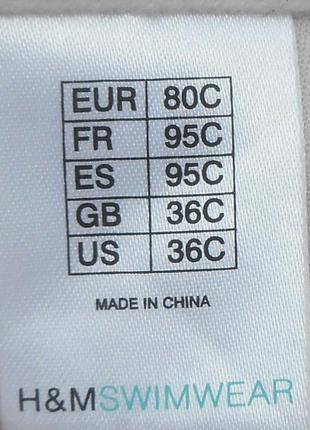 EUR 80C
FR 95C
ES 95C
GB 36C
US 36C
MADE IN CHINA
H&MSWIMWEAR